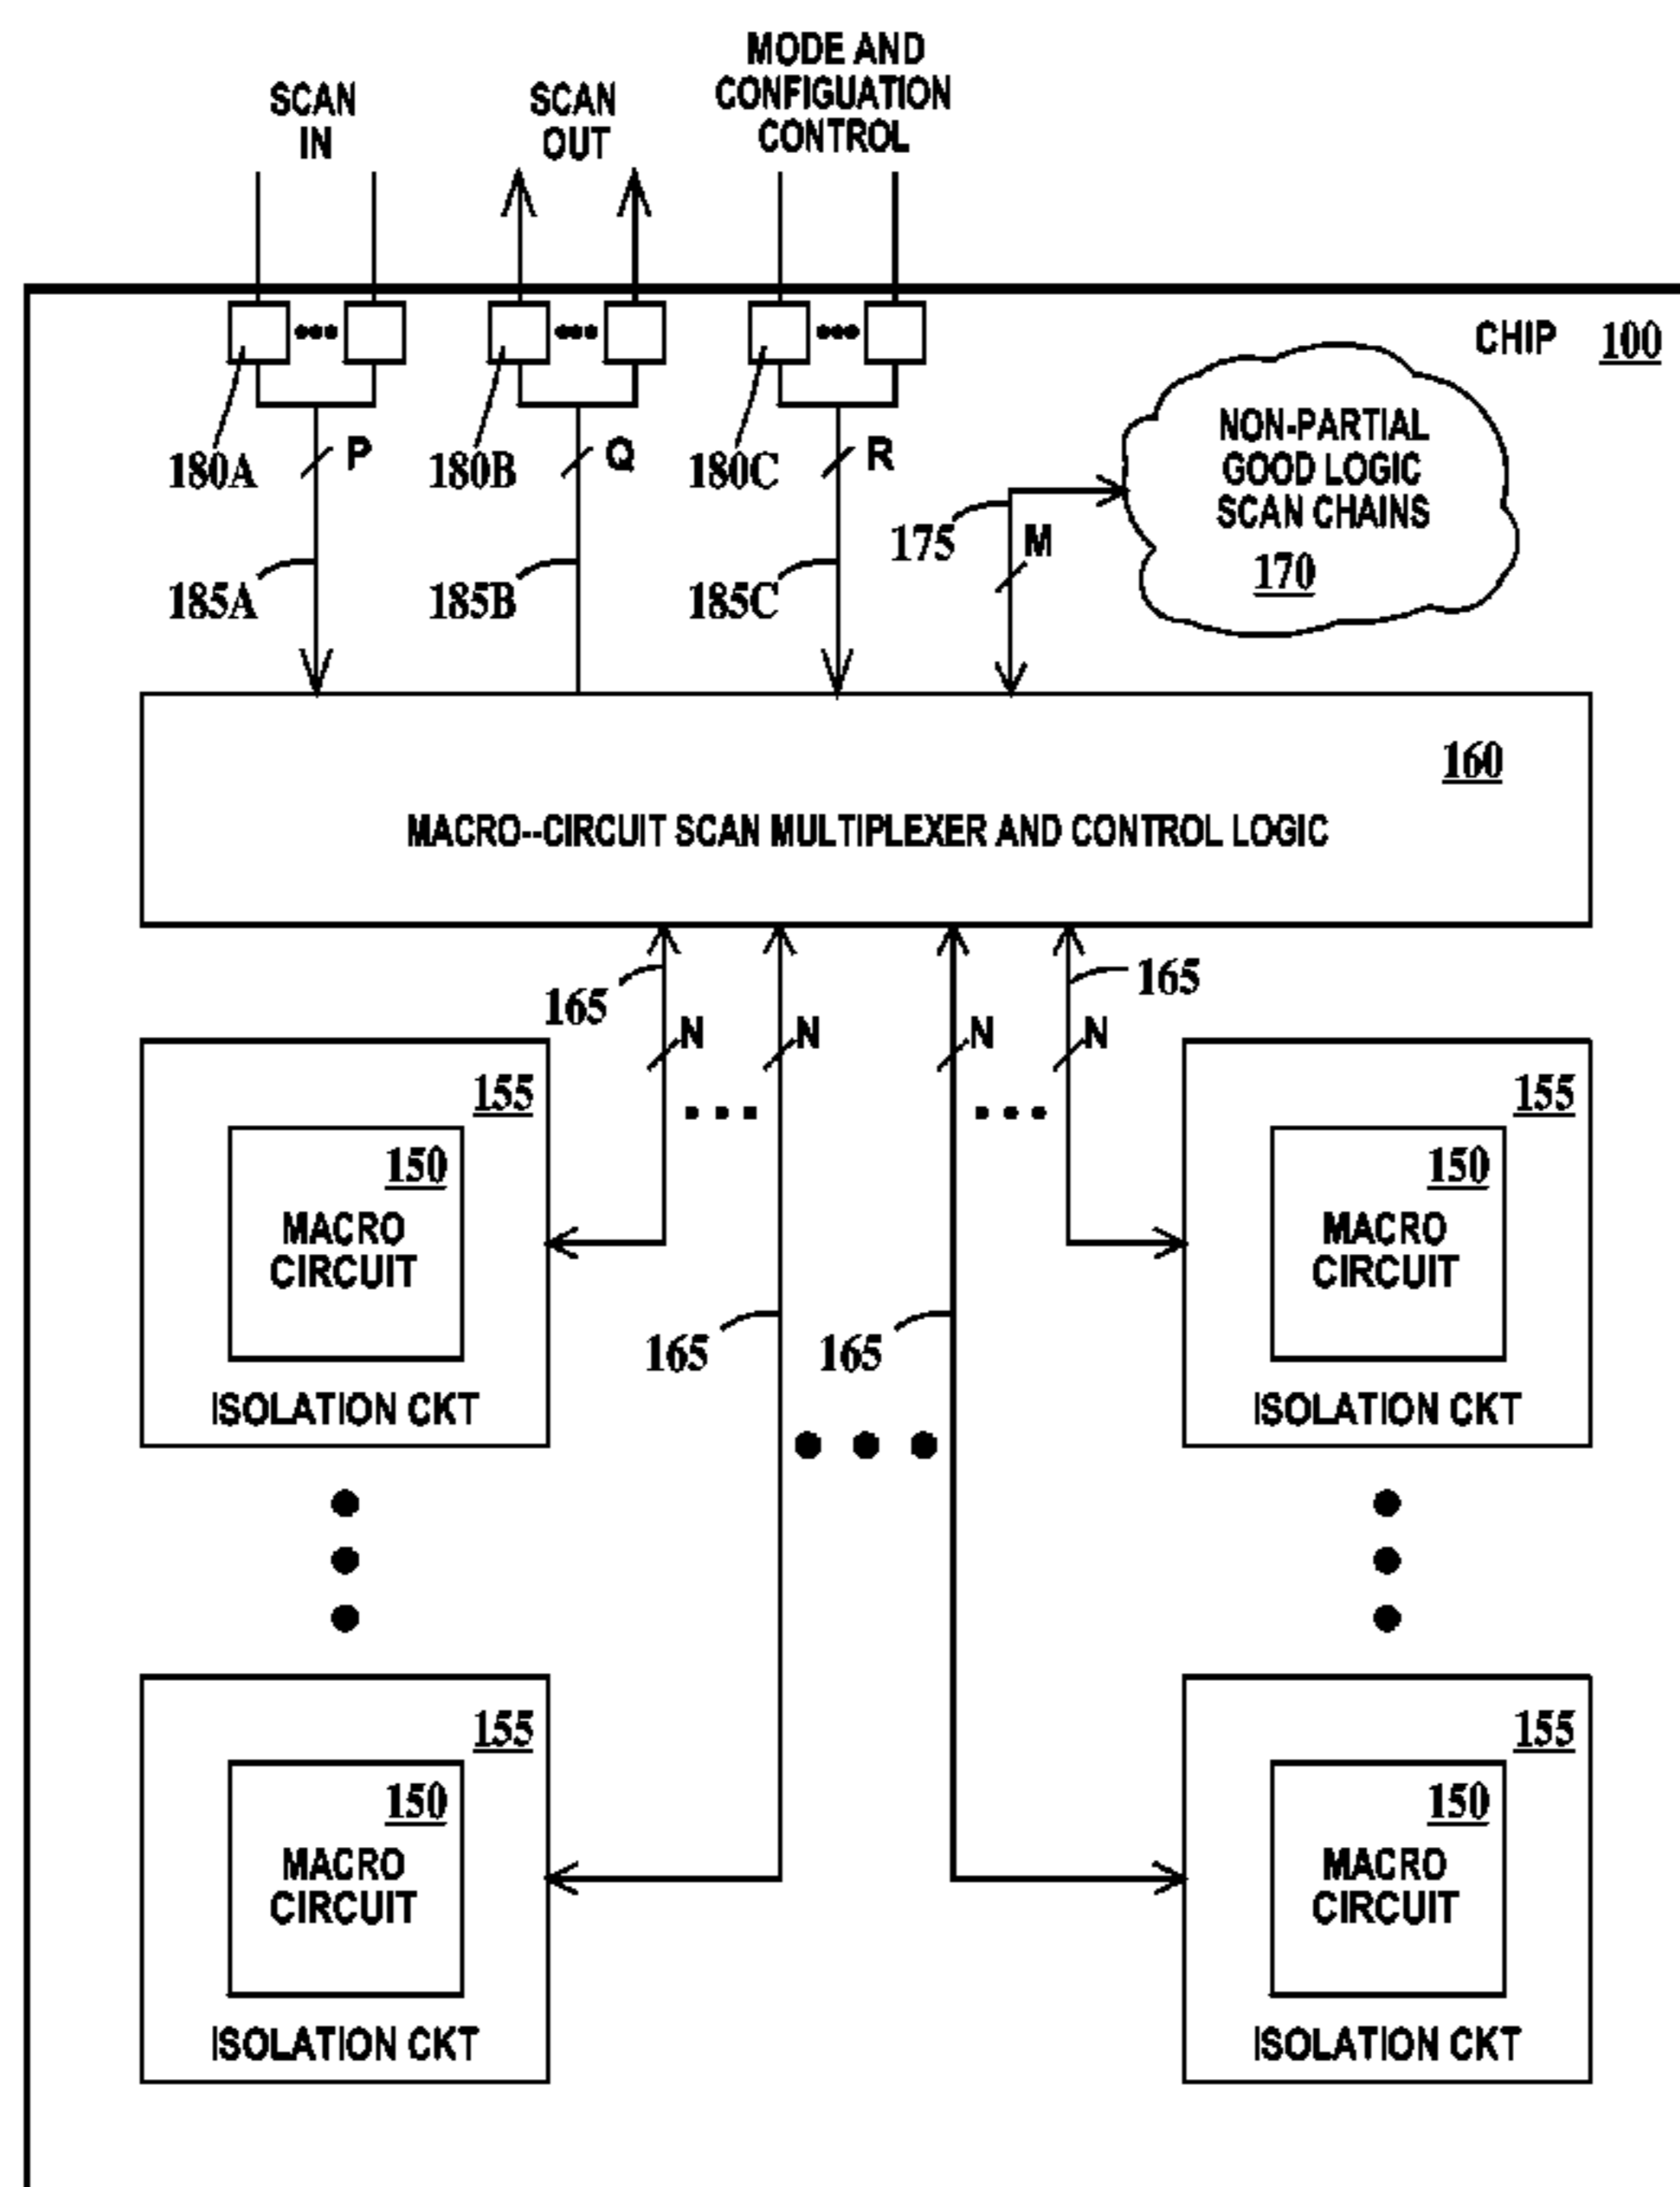 SCAN
IN
SCAN
OUT
MODE AND
CONFIGUATION
CONTROL
CHIP 100
180A
P
180B
Q
180C
R
NON-PARTIAL
GOOD LOGIC
SCAN CHAINS
170
175
M
185A
185B
185C
160
MACRO--CIRCUIT SCAN MULTIPLEXER AND CONTROL LOGIC
165
165
N
N
N
N
155
150
MACRO
CIRCUIT
ISOLATION CKT
155
150
MACRO
CIRCUIT
ISOLATION CKT
165
165
155
150
MACRO
CIRCUIT
ISOLATION CKT
155
150
MACRO
CIRCUIT
ISOLATION CKT